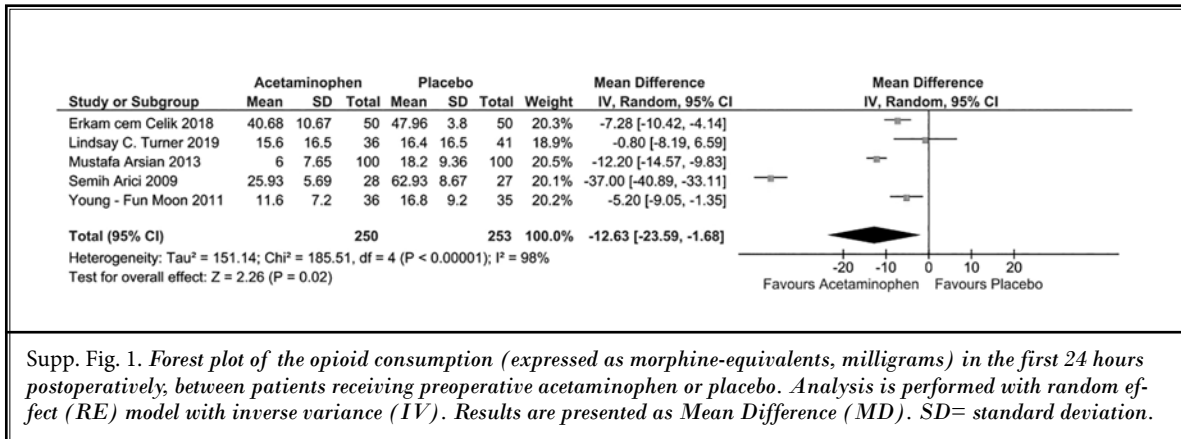 Acetaminophen Placebo Mean Difference Mean Difference
Study or Subgroup Mean SD Total Mean SD Total Weight IV, Random, 95% CI IV, Random, 95% CI
Erkam cem Celik 2018 40.68 10.67 50 47.96 3.8 50 20.3% -7.28 [-10.42, -4.14]
Lindsay C. Turner 2019 15.6 16.5 36 16.4 16.5 41 18.9% -0.80 [-8.19, 6.59]
Mustafa Arsian 2013 6 7.65 100 18.2 9.36 100 20.5% -12.20 [-14.57, -9.83]
Semih Arici 2009 25.93 5.69 28 62.93 8.67 27 20.1% -37.00 [-40.89, -33.11]
Young - Fun Moon 2011 11.6 7.2 36 16.8 9.2 35 20.2% -5.20 [-9.05, -1.35]
Total (95% CI) 250 253 100.0% -12.63 [-23.59, -1.68]
Heterogeneity: Tau² = 151.14; Chi² = 185.51, df = 4 (P < 0.00001); I² = 98%
Test for overall effect: Z = 2.26 (P = 0.02)
-20 -10 0 10 20
Favours Acetaminophen Favours Placebo
Supp. Fig. 1. Forest plot of the opioid consumption (expressed as morphine-equivalents, milligrams) in the first 24 hours
postoperatively, between patients receiving preoperative acetaminophen or placebo. Analysis is performed with random ef-
fect (RE) model with inverse variance (IV). Results are presented as Mean Difference (MD). SD= standard deviation.